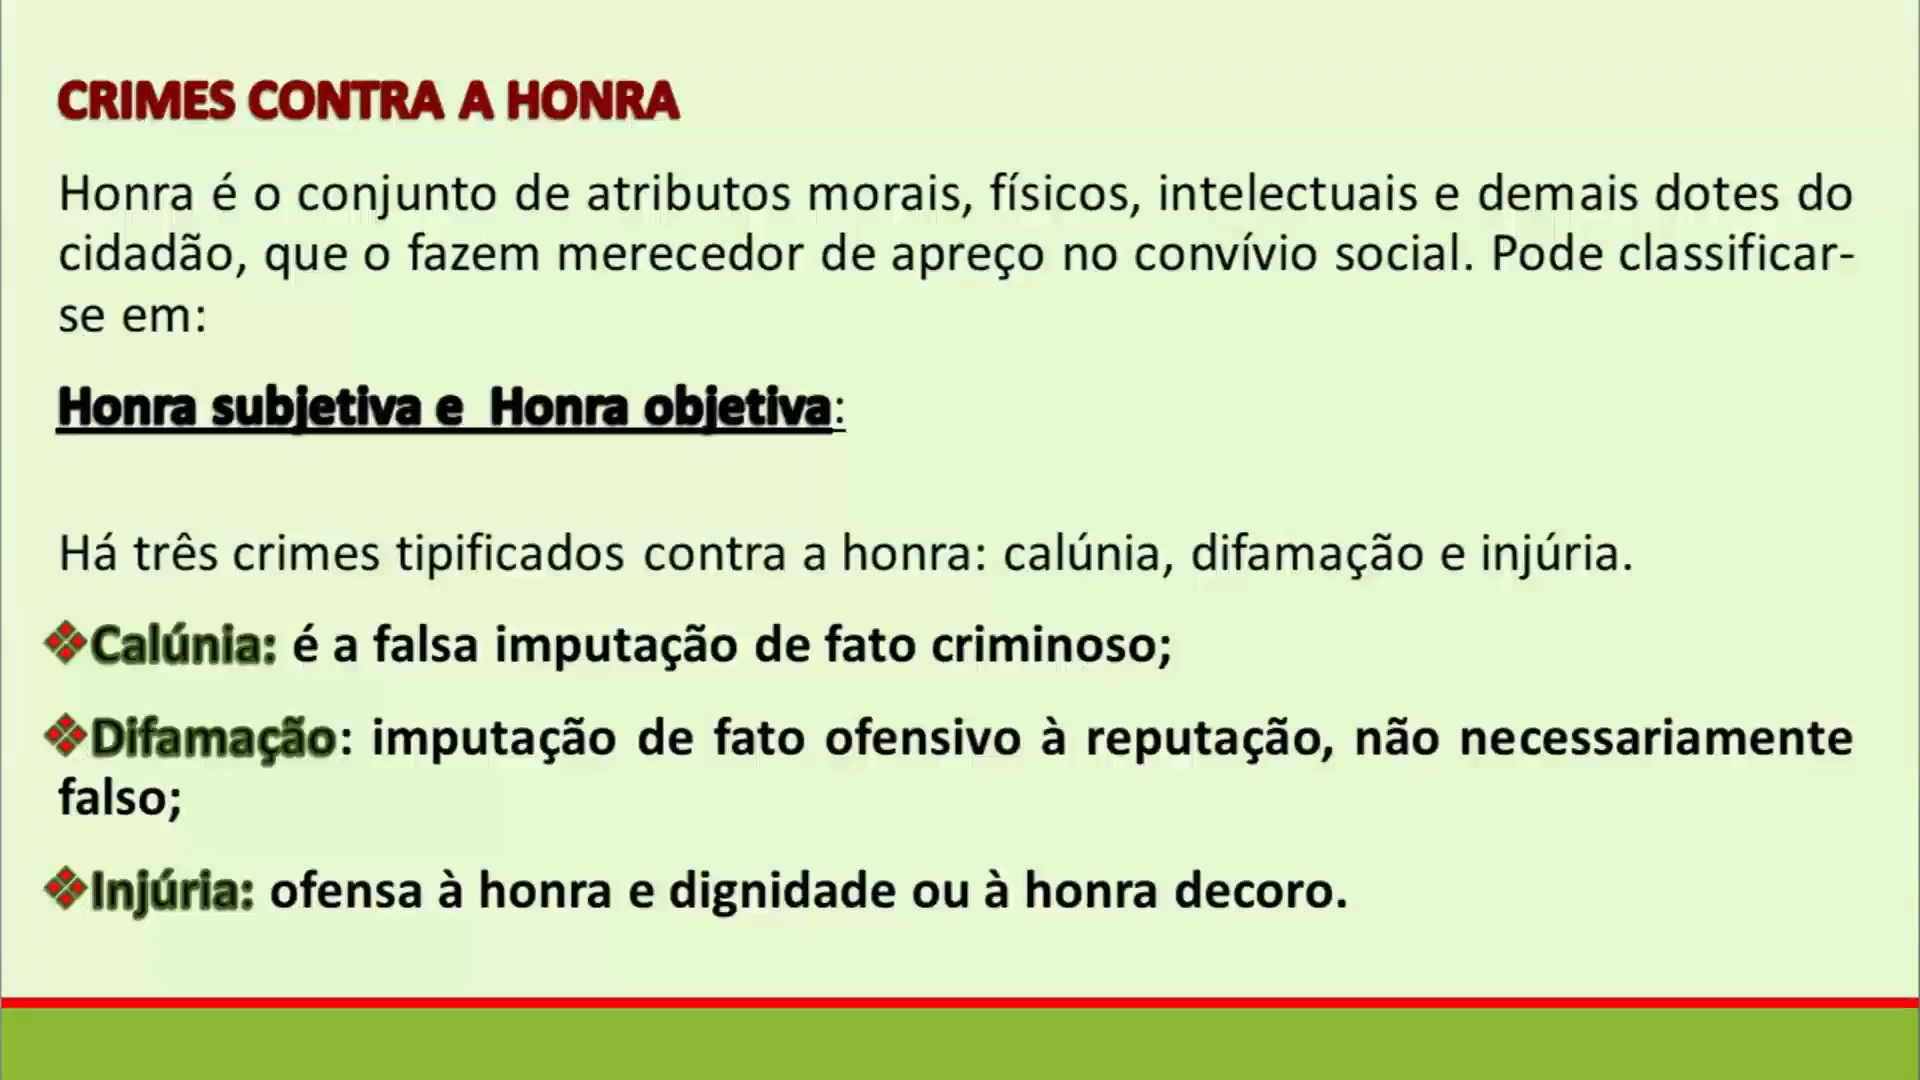 CRIMES CONTRA A HONRA
Honra é o conjunto de atributos morais, físicos, intelectuais e demais dotes do
cidadão, que o fazem merecedor de apreço no convívio social. Pode classificar-
se em:
Honra subjetiva e  Honra objetiva:
Há três crimes tipificados contra a honra: calúnia, difamação e injúria.
❖Calúnia: é a falsa imputação de fato criminoso;
❖Difamação: imputação de fato ofensivo à reputação, não necessariamente
falso;
❖Injúria: ofensa à honra e dignidade ou à honra decoro.